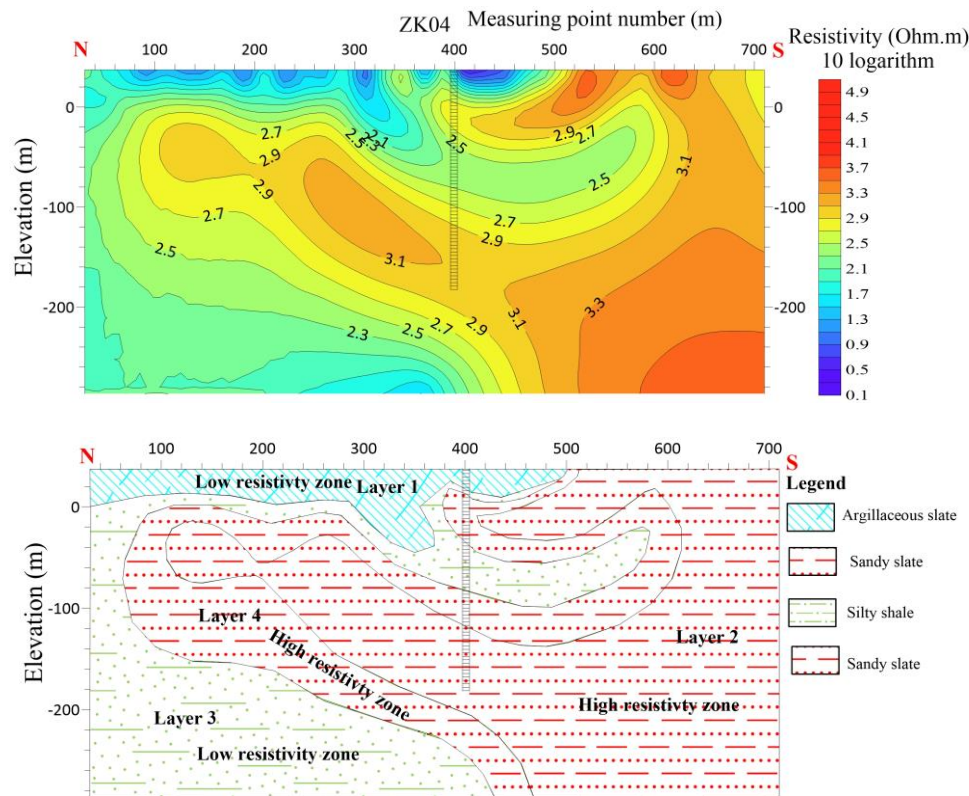 ZK04 Measuring point number (m)
N 100 200 300 400 500 600 700 S
Resistivity (Ohm.m)
10 logarithm
Elevation (m)
0
-100
-200
0
-100
-200
2.7
2.9
2.9
2.7
2.5
2.5
2.3
2.1
2.5
2.9
2.7
2.5
2.7
2.9
3.1
3.1
2.3
2.5
2.7
2.9
3.1
3.3
4.9
4.5
4.1
3.7
3.3
2.9
2.5
2.1
1.7
1.3
0.9
0.5
0.1
N 100 200 300 400 500 600 700 S
Elevation (m)
0
-100
-200
Low resistivty zone
Layer 1
Layer 4
High resistivty zone
Layer 2
High resistivty zone
Layer 3
Low resistivty zone
Legend
Argillaceous slate
Sandy slate
Silty shale
Sandy slate